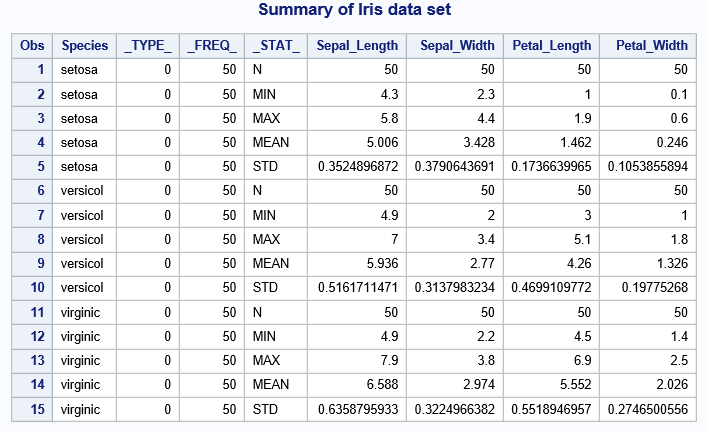 Summary of Iris data set
Obs Species _TYPE_ _FREQ_ _STAT_ Sepal_Length Sepal_Width Petal_Length Petal_Width
1 setosa 0 50 N 50 50 50 50
2 setosa 0 50 MIN 4.3 2.3 1 0.1
3 setosa 0 50 MAX 5.8 4.4 1.9 0.6
4 setosa 0 50 MEAN 5.006 3.428 1.462 0.246
5 setosa 0 50 STD 0.3524896872 0.3790643691 0.1736639965 0.1053855894
6 versicol 0 50 N 50 50 50 50
7 versicol 0 50 MIN 4.9 2 3 1
8 versicol 0 50 MAX 7 3.4 5.1 1.8
9 versicol 0 50 MEAN 5.936 2.77 4.26 1.326
10 versicol 0 50 STD 0.5161711471 0.3137983234 0.4699109772 0.19775268
11 virginic 0 50 N 50 50 50 50
12 virginic 0 50 MIN 4.9 2.2 4.5 1.4
13 virginic 0 50 MAX 7.9 3.8 6.9 2.5
14 virginic 0 50 MEAN 6.588 2.974 5.552 2.026
15 virginic 0 50 STD 0.6358795933 0.3224966382 0.5518946957 0.2746500556